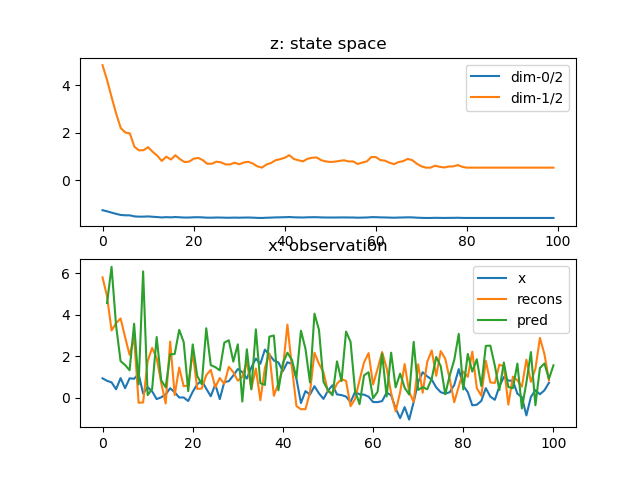 z: state space
4
2
0
dim-0/2
dim-1/2
0 20 40 60 80 100
x: observation
6
4
2
0
x
recons
pred
0 20 40 60 80 100